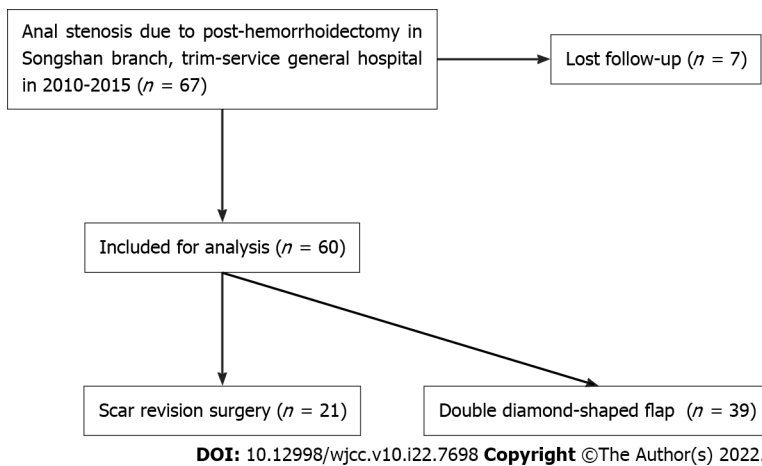 Anal stenosis due to post-hemorrhoidectomy in
Songshan branch, trim-service general hospital
in 2010-2015 (n = 67)
Lost follow-up (n = 7)
Included for analysis (n = 60)
Scar revision surgery (n = 21)
Double diamond-shaped flap (n = 39)
DOI: 10.12998/wjcc.v10.i22.7698 Copyright ©The Author(s) 2022.